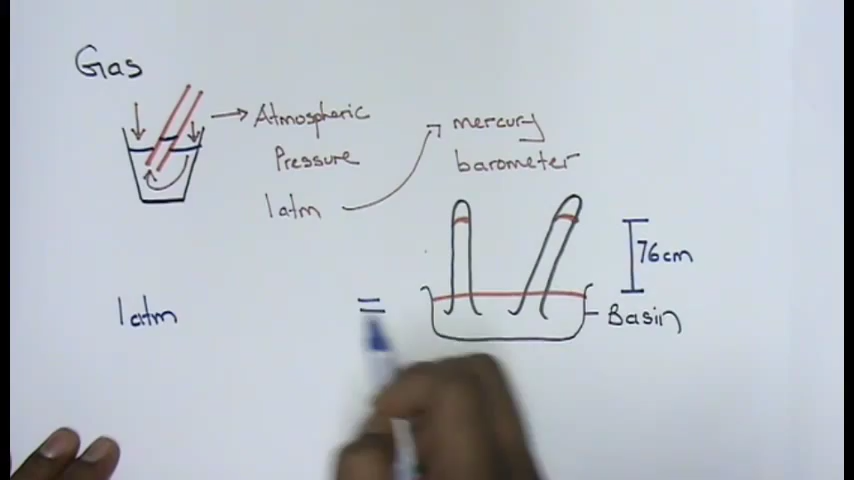 Gas
Atmospheric
Pressure
1atm
mercury
barometer
76cm
Basin
1atm =